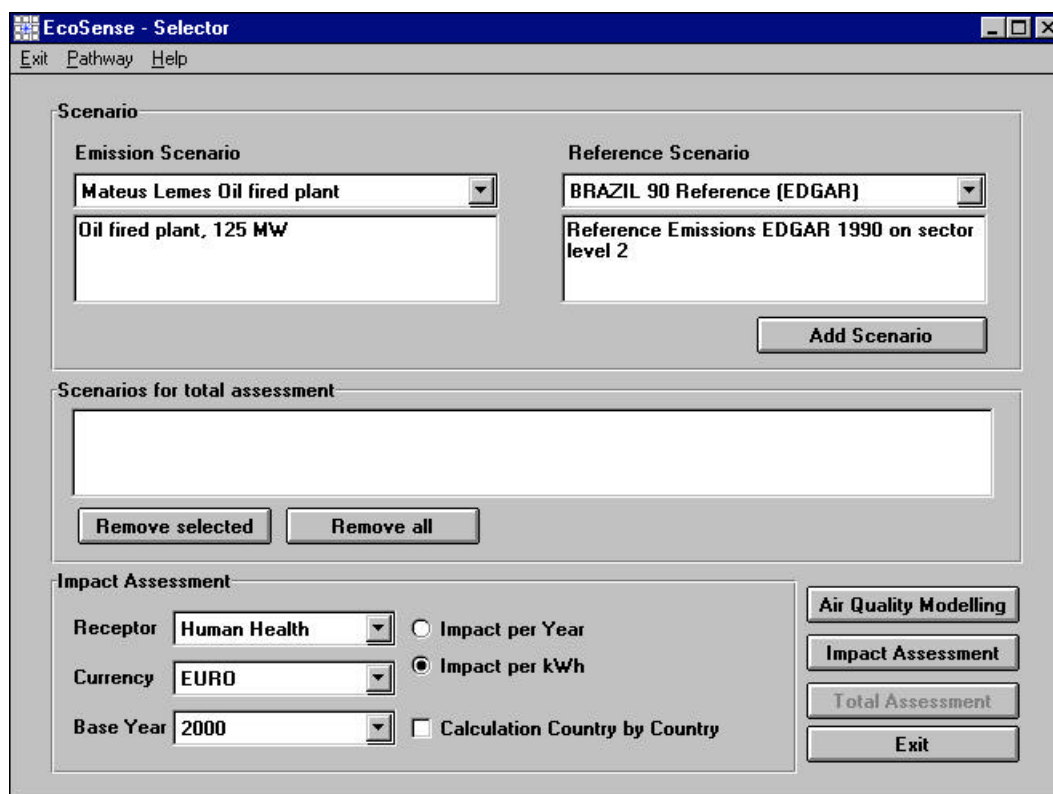 EcoSense - Selector
Exit Pathway Help
Scenario
Emission Scenario
Reference Scenario
Mateus Lemes Oil fired plant
BRAZIL 90 Reference (EDGAR)
Oil fired plant, 125 MW
Reference Emissions EDGAR 1990 on sector
level 2
Add Scenario
Scenarios for total assessment
Remove selected
Remove all
Impact Assessment
Receptor Human Health
Impact per Year
Currency EURO
Impact per kWh
Base Year 2000
Calculation Country by Country
Air Quality Modelling
Impact Assessment
Total Assessment
Exit